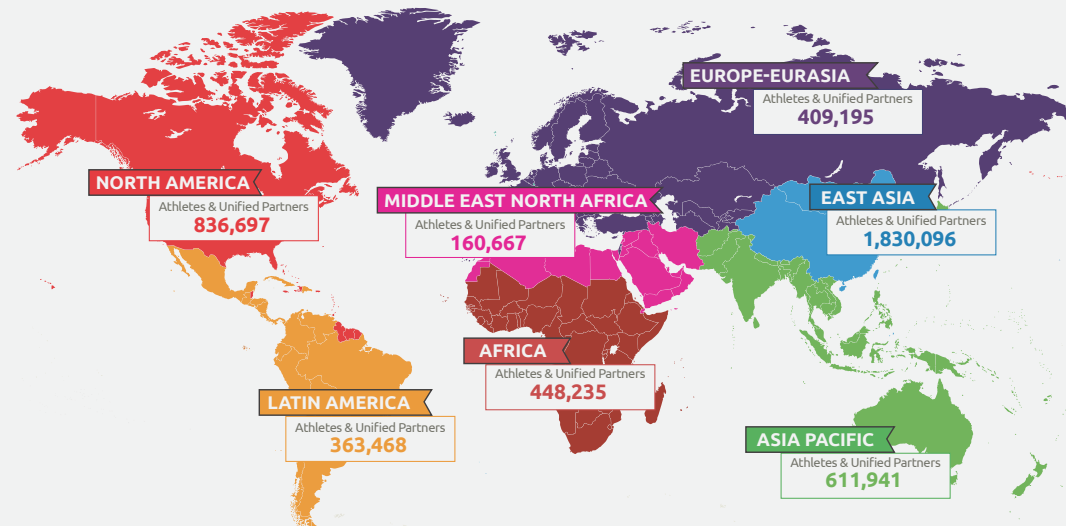 EUROPE-EURASIA
Athletes & Unified Partners
409,195
NORTH AMERICA
Athletes & Unified Partners
836,697
MIDDLE EAST NORTH AFRICA
Athletes & Unified Partners
160,667
EAST ASIA
Athletes & Unified Partners
1,830,096
AFRICA
Athletes & Unified Partners
448,235
LATIN AMERICA
Athletes & Unified Partners
363,468
ASIA PACIFIC
Athletes & Unified Partners
611,941